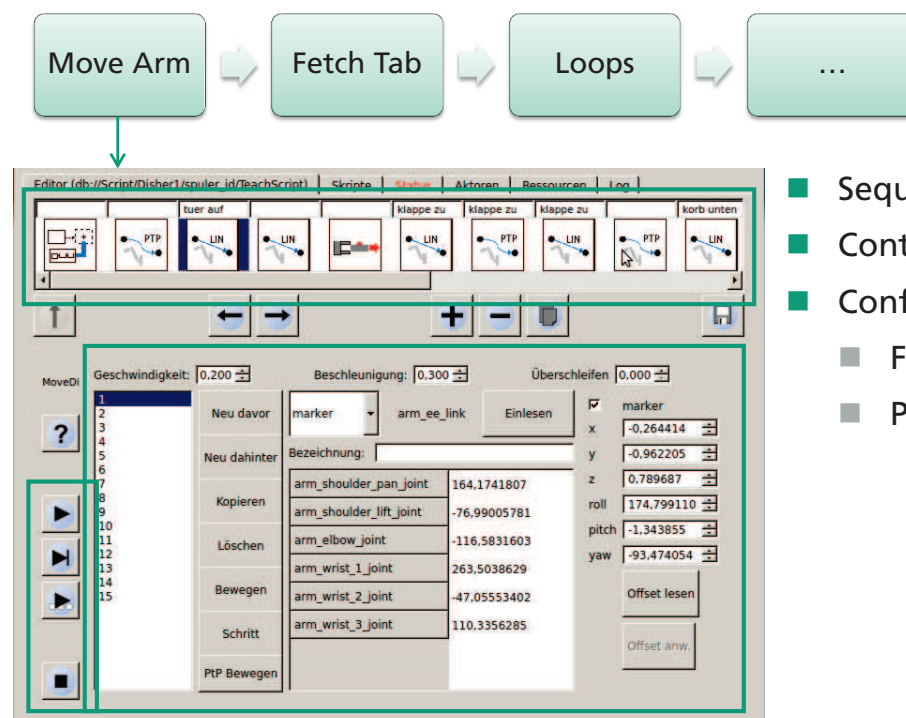 Move Arm
Fetch Tab
Loops
...
Editor (db://Script/Disher1/spuler_id/TeachScript)
Skripte
Status
Aktoren
Ressourcen
Log
tuer auf
klappe zu
klappe zu
klappe zu
korb unten
PTP
LIN
LIN
LIN
PTP
LIN
PTP
LIN
Sequ
Cont
Conf
F
P
MoveDi
Geschwindigkeit: 0,200
Beschleunigung: 0,300
Überschleifen 0,000
1
2
3
4
5
6
7
8
9
10
11
12
13
14
15
?
Neu davor
Neu dahinter
Kopieren
Löschen
Bewegen
Schritt
PtP Bewegen
marker
arm_ee_link
Einlesen
Bezeichnung:
arm_shoulder_pan_joint 164,1741807
arm_shoulder_lift_joint -76,99005781
arm_elbow_joint -116,5831603
arm_wrist_1_joint 263,5038629
arm_wrist_2_joint -47,05553402
arm_wrist_3_joint 110,3356285
marker
x -0,264414
y -0,962205
z 0,789687
roll 174,799110
pitch -1,343855
yaw -93,474054
Offset lesen
Offset anw.